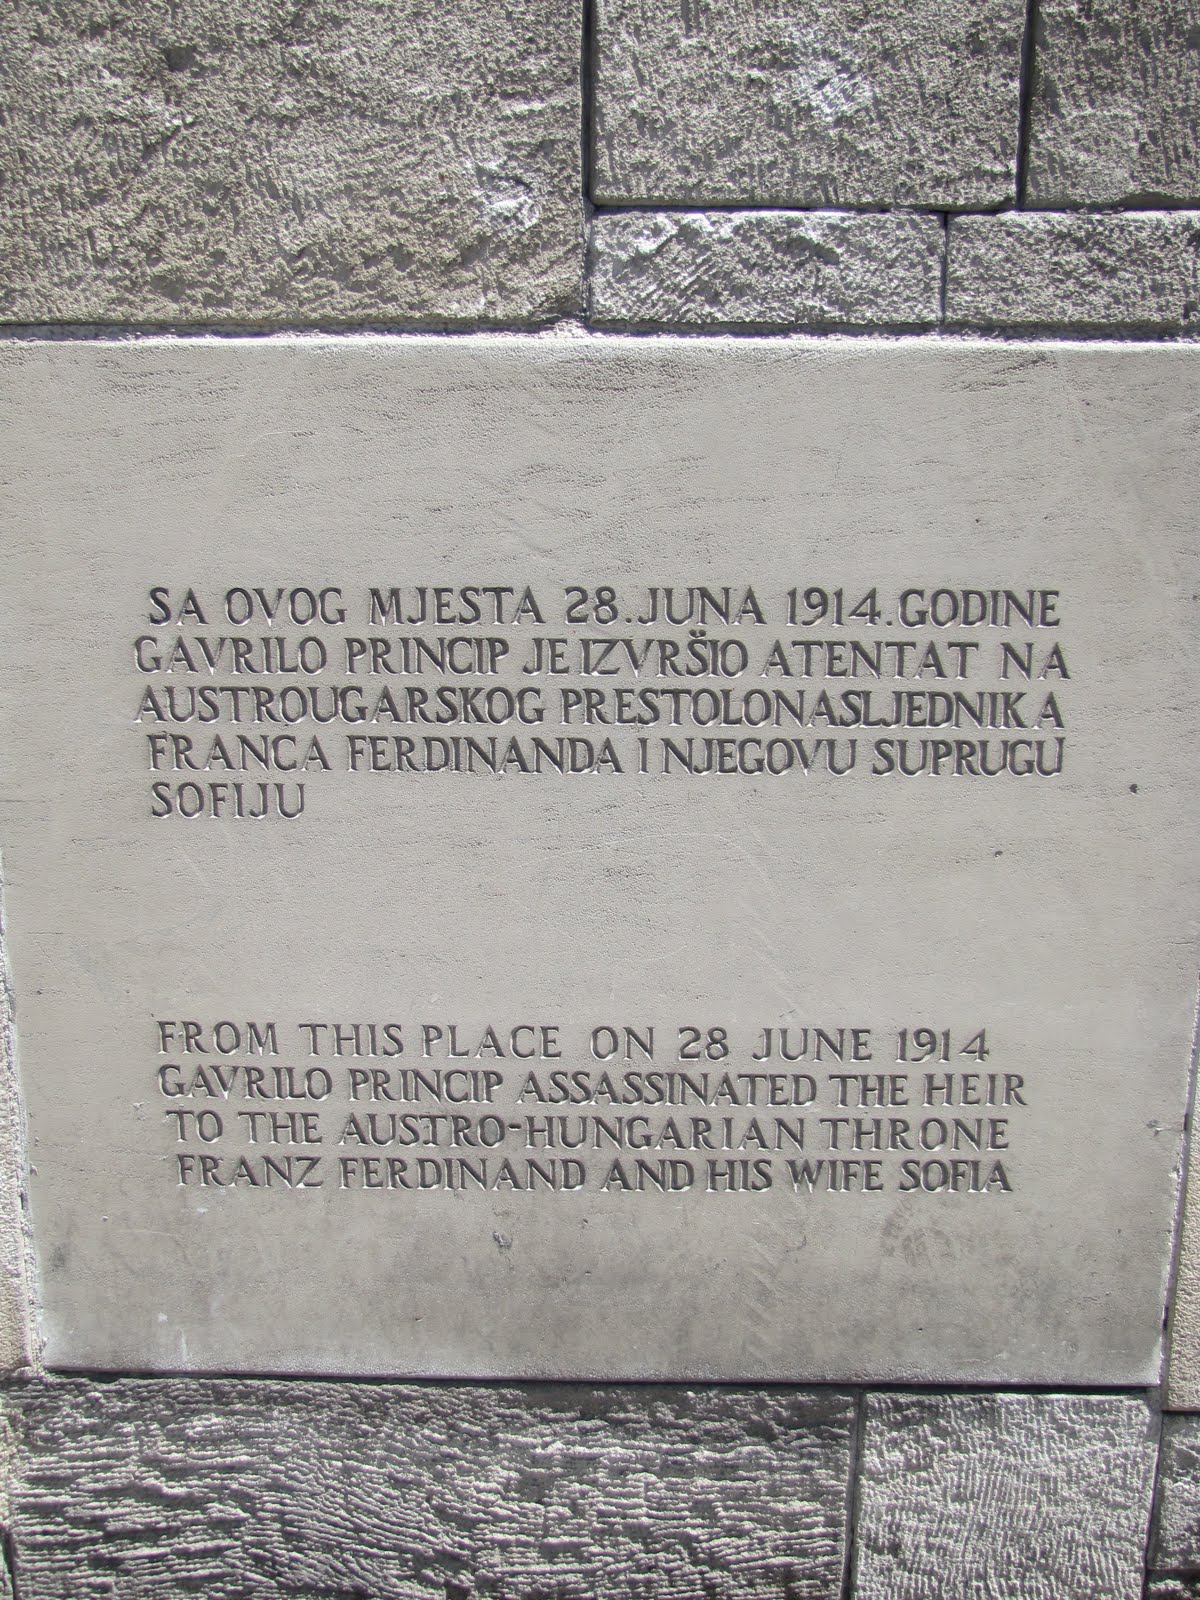 SA OVOG MJESTA 28. JUNA 1914. GODINE
GAVRILO PRINCIP JE IZVRŠIO ATENTAT NA
AUSTROUGARSKOG PRESTOLONASLJEDNIKA
FRANCA FERDINANDA I NJEGOVU SUPRUGU
SOFIJU
FROM THIS PLACE ON 28 JUNE 1914
GAVRILO PRINCIP ASSASSINATED THE HEIR
TO THE AUSTRO-HUNGARIAN THRONE
FRANZ FERDINAND AND HIS WIFE SOFIA